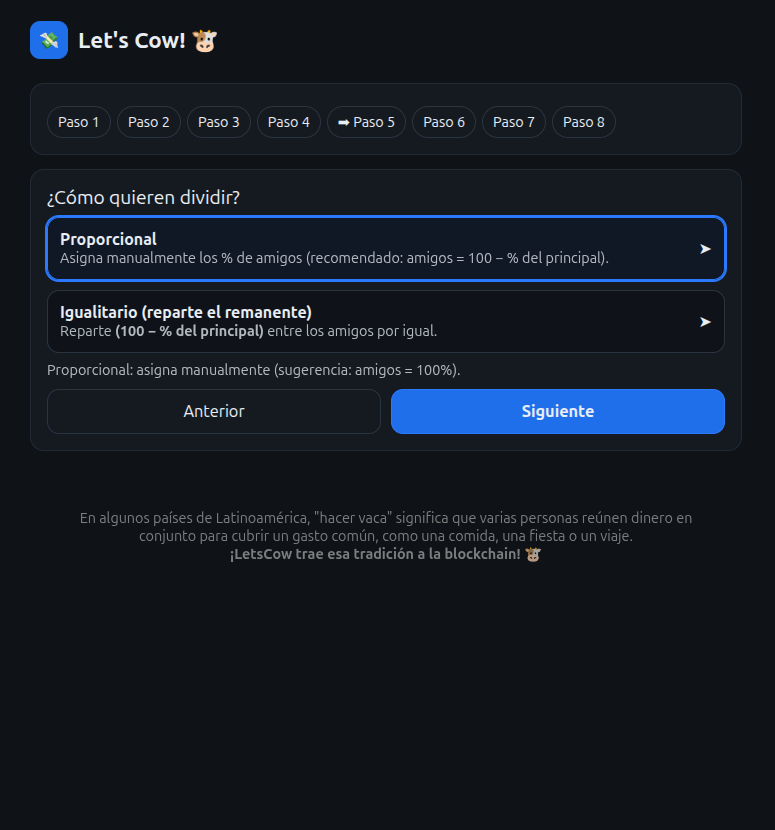 Let's Cow! 🐮
Paso 1 Paso 2 Paso 3 Paso 4 ➡ Paso 5 Paso 6 Paso 7 Paso 8
¿Cómo quieren dividir?
Proporcional
Asigna manualmente los % de amigos (recomendado: amigos = 100 − % del principal).
➤
Igualitario (reparte el remanente)
Reparte (100 − % del principal) entre los amigos por igual.
➤
Proporcional: asigna manualmente (sugerencia: amigos = 100%).
Anterior Siguiente
En algunos países de Latinoamérica, "hacer vaca" significa que varias personas reúnen dinero en
conjunto para cubrir un gasto común, como una comida, una fiesta o un viaje.
¡LetsCow trae esa tradición a la blockchain! 🐮